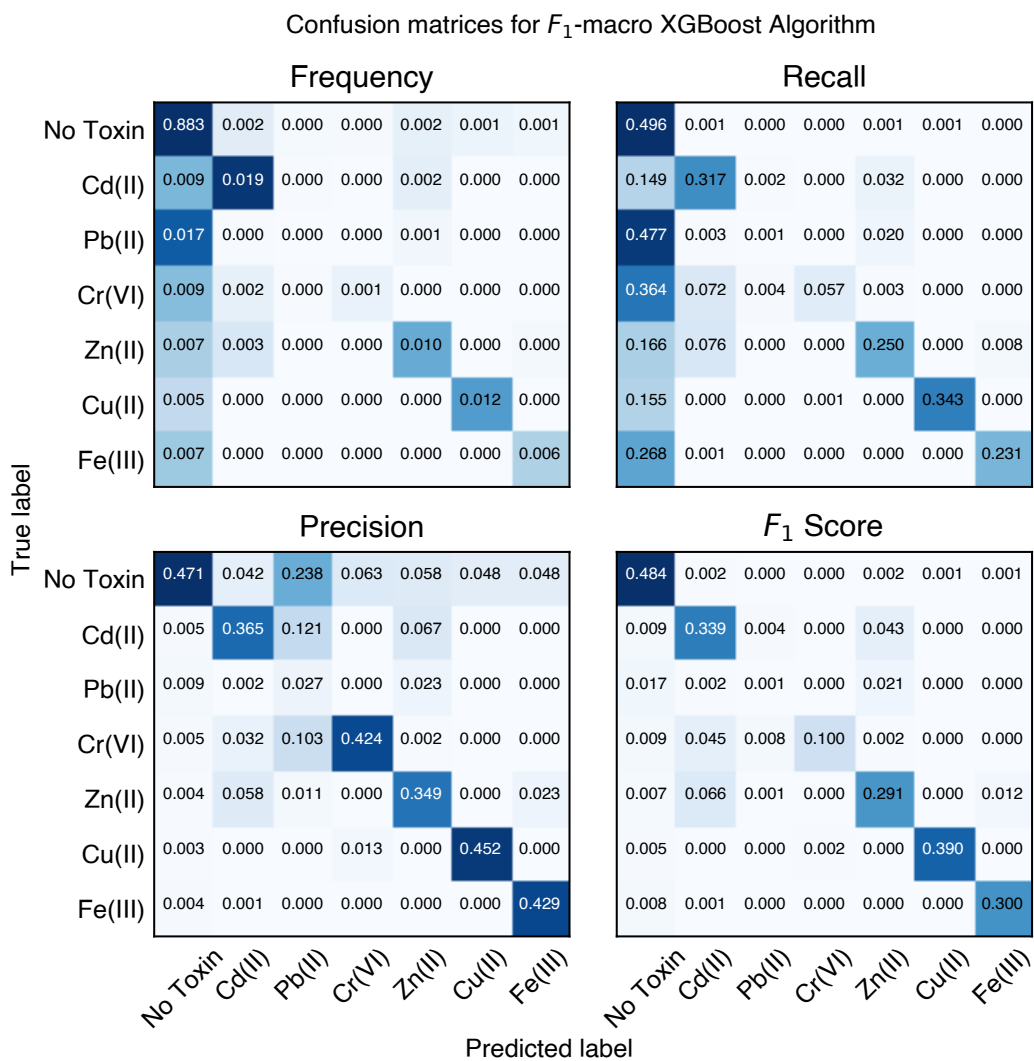 Confusion matrices for F₁-macro XGBoost Algorithm
Frequency
Recall
No Toxin 0.883 0.002 0.000 0.000 0.002 0.001 0.001 0.496 0.001 0.000 0.000 0.001 0.001 0.000
Cd(II) 0.009 0.019 0.000 0.000 0.002 0.000 0.000 0.149 0.317 0.002 0.000 0.032 0.000 0.000
Pb(II) 0.017 0.000 0.000 0.000 0.001 0.000 0.000 0.477 0.003 0.001 0.000 0.020 0.000 0.000
Cr(VI) 0.009 0.002 0.000 0.001 0.000 0.000 0.000 0.364 0.072 0.004 0.057 0.003 0.000 0.000
Zn(II) 0.007 0.003 0.000 0.000 0.010 0.000 0.000 0.166 0.076 0.000 0.000 0.250 0.000 0.008
Cu(II) 0.005 0.000 0.000 0.000 0.000 0.012 0.000 0.155 0.000 0.000 0.001 0.000 0.343 0.000
Fe(III) 0.007 0.000 0.000 0.000 0.000 0.000 0.006 0.268 0.001 0.000 0.000 0.000 0.000 0.231
True label
Precision
F₁ Score
No Toxin 0.471 0.042 0.238 0.063 0.058 0.048 0.048 0.484 0.002 0.000 0.000 0.002 0.001 0.001
Cd(II) 0.005 0.365 0.121 0.000 0.067 0.000 0.000 0.009 0.339 0.004 0.000 0.043 0.000 0.000
Pb(II) 0.009 0.002 0.027 0.000 0.023 0.000 0.000 0.017 0.002 0.001 0.000 0.021 0.000 0.000
Cr(VI) 0.005 0.032 0.103 0.424 0.002 0.000 0.000 0.009 0.045 0.008 0.100 0.002 0.000 0.000
Zn(II) 0.004 0.058 0.011 0.000 0.349 0.000 0.023 0.007 0.066 0.001 0.000 0.291 0.000 0.012
Cu(II) 0.003 0.000 0.000 0.013 0.000 0.452 0.000 0.005 0.000 0.000 0.002 0.000 0.390 0.000
Fe(III) 0.004 0.001 0.000 0.000 0.000 0.000 0.429 0.008 0.001 0.000 0.000 0.000 0.000 0.300
No Toxin Cd(II) Pb(II) Cr(VI) Zn(II) Cu(II) Fe(III) No Toxin Cd(II) Pb(II) Cr(VI) Zn(II) Cu(II) Fe(III)
Predicted label